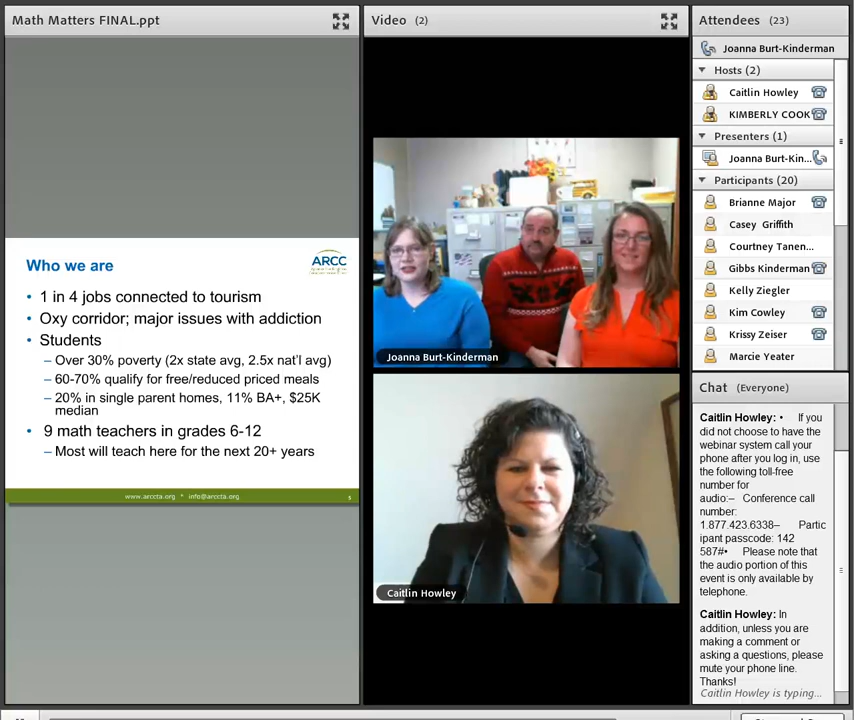 Math Matters FINAL.ppt
Who we are
ARCC
• 1 in 4 jobs connected to tourism
• Oxy corridor; major issues with addiction
• Students
– Over 30% poverty (2x state avg, 2.5x nat'l avg)
– 60-70% qualify for free/reduced priced meals
– 20% in single parent homes, 11% BA+, $25K
median
• 9 math teachers in grades 6-12
– Most will teach here for the next 20+ years
www.arccta.org * info@arccta.org
Video (2)
Joanna Burt-Kinderman
Caitlin Howley
Attendees (23)
Joanna Burt-Kinderman
Hosts (2)
Caitlin Howley
KIMBERLY COOK
Presenters (1)
Joanna Burt-Kin...
Participants (20)
Brianne Major
Casey Griffith
Courtney Tanen...
Gibbs Kinderman
Kelly Ziegler
Kim Cowley
Krissy Zeiser
Marcie Yeater
Chat (Everyone)
Caitlin Howley: • If you
did not choose to have the
webinar system call your
phone after you log in, use
the following toll-free
number for
audio:– Conference call
number:
1.877.423.6338– Partic
ipant passcode: 142
587#• Please note that
the audio portion of this
event is only available by
telephone.
Caitlin Howley: In
addition, unless you are
making a comment or
asking a questions, please
mute your phone line.
Thanks!
Caitlin Howley is typing...